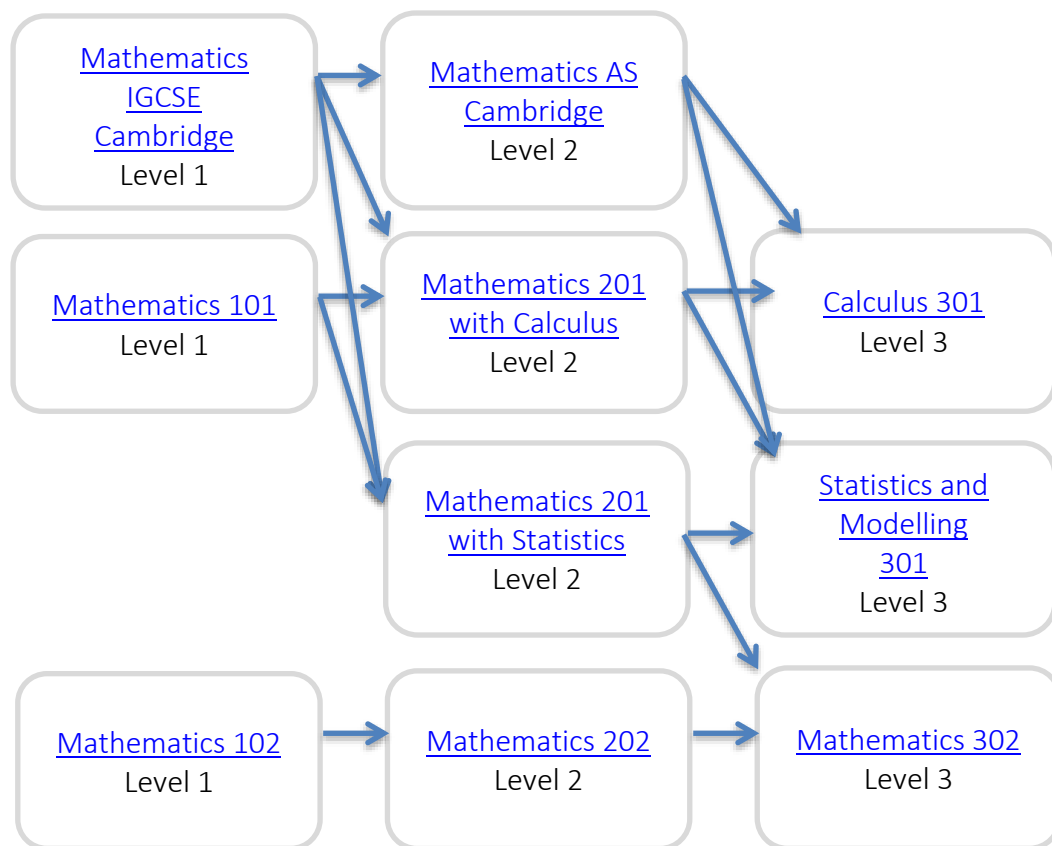 Mathematics
IGCSE
Cambridge
Level 1
Mathematics AS
Cambridge
Level 2
Mathematics 101
Level 1
Mathematics 201
with Calculus
Level 2
Calculus 301
Level 3
Mathematics 201
with Statistics
Level 2
Statistics and
Modelling
301
Level 3
Mathematics 102
Level 1
Mathematics 202
Level 2
Mathematics 302
Level 3